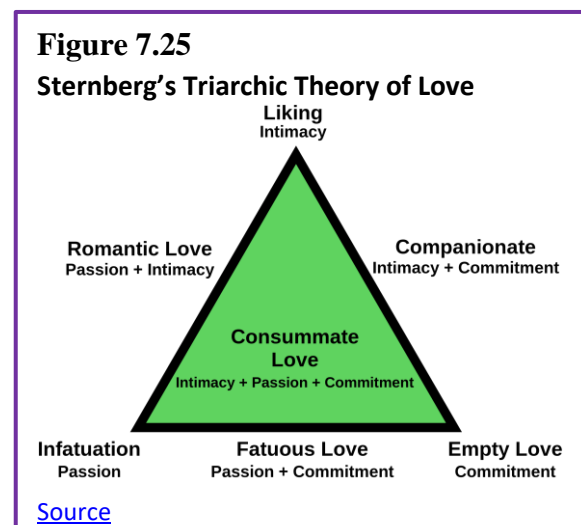 Figure 7.25
Sternberg's Triarchic Theory of Love
Liking
Intimacy
Romantic Love
Passion + Intimacy
Companionate
Intimacy + Commitment
Consummate
Love
Intimacy + Passion + Commitment
Infatuation
Passion
Fatuous Love
Passion + Commitment
Empty Love
Commitment
Source